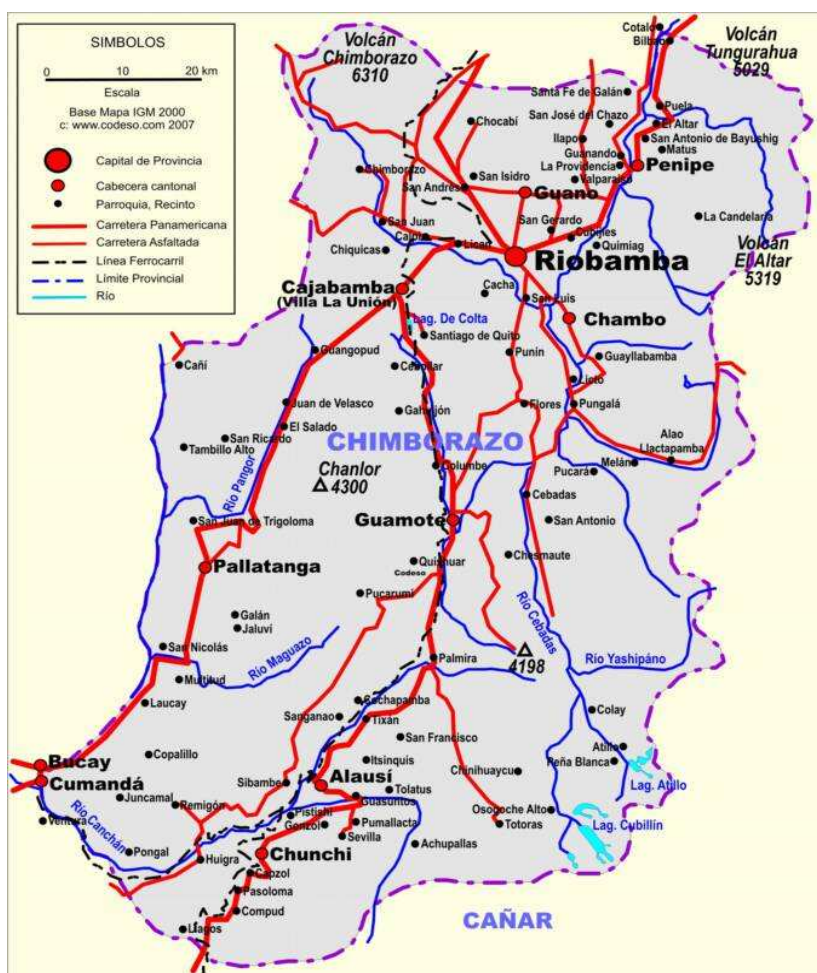 SIMBOLOS
0 10 20 km
Escala
Base Mapa IGM 2000
c: www.codeso.com 2007
Capital de Provincia
Cabecera cantonal
Parroquia, Recinto
Carretera Panamericana
Carretera Asfaltada
Línea Ferrocarril
Límite Provincial
Río
Volcán
Chimborazo
6310
Cotaló
Bilbao
Volcán
Tungurahua
5029
Santa Fe de Galán
Puela
Chocabí
San José del Chazo
El Altar
Ilapo
San Antonio de Bayushig
Guanando
Matus
La Providencia
Penipe
Chimborazo
San Isidro
Valparaiso
San Andrés
Guano
La Candelaria
San Juan
San Gerardo
Calpi
Cubijíes
Licán
Quimiag
Volcán
El Altar
5319
Chiquicas
Riobamba
Cajabamba
(Villa La Unión)
Cacha
San Luis
Lag. De Colta
Chambo
Santiago de Quito
Guangopud
Punín
Guayllabamba
Cañí
Licto
Juan de Velasco
Flores
Pungalá
El Salado
San Ricardo
Tambillo Alto
CHIMBORAZO
Alao
Llactapamba
Río Pangor
Chanlor
4300
Columbe
Melán
Pucará
Cebadas
San Juan de Trigoloma
Guamote
San Antonio
Chesmaute
Pallatanga
Quishuar
Codeso
Pucarumí
Galán
Jaluví
Río Cebadas
San Nicolás
Río Maguazo
Palmira
4198
Río Yashipáno
Multitud
Laucay
Cochapamba
Sanganao
Tixán
Colay
San Francisco
Atillo
Copalillo
Itsinquis
Peña Blanca
Bucay
Cumandá
Sibambe
Alausí
Chinihuaycu
Lag. Atillo
Tolatus
Juncamal
Remigón
Guasuntos
Río Canchán
Pistishi
Osogoche Alto
Ventura
Gonzol
Pumallacta
Totoras
Lag. Cubillín
Sevilla
Pongal
Huigra
Chunchi
Achupallas
Capzol
Pasoloma
Compud
Llagos
CAÑAR